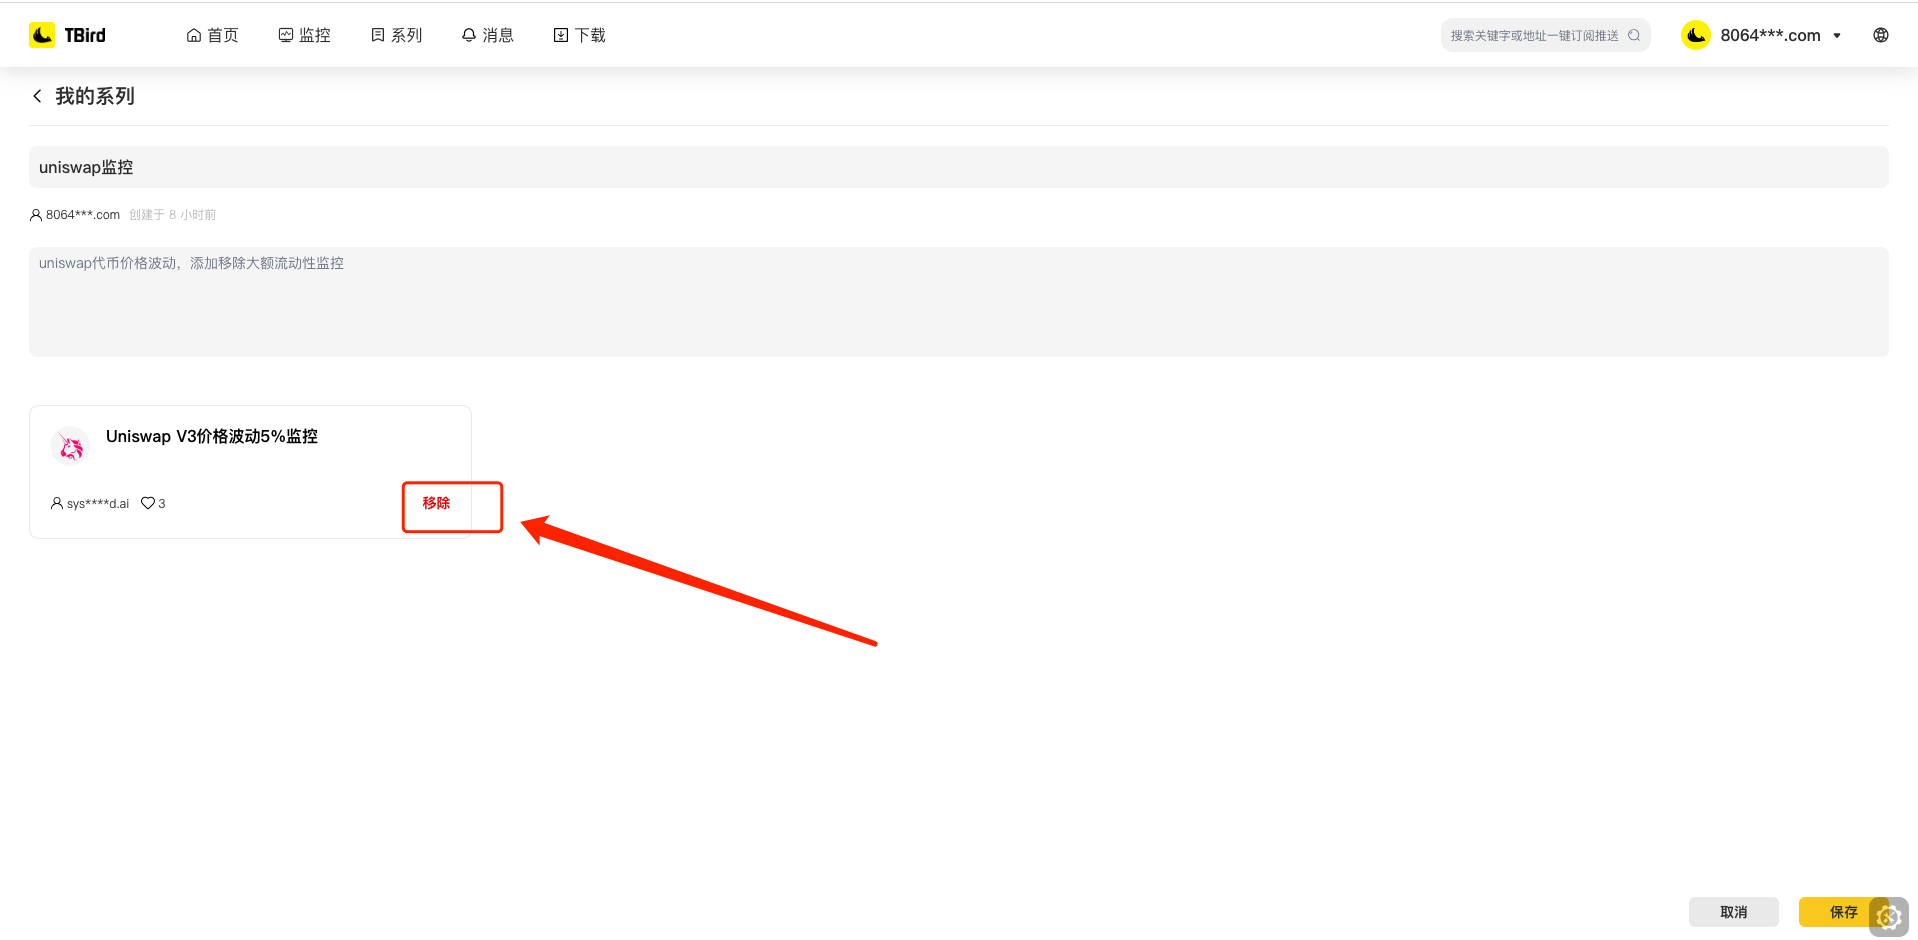 TBird 首页 监控 系列 消息 下载 搜索关键字或地址一键订阅推送 8064***.com
我的系列
uniswap监控
8064***.com 创建于 8 小时前
uniswap代币价格波动，添加移除大额流动性监控
Uniswap V3价格波动5%监控
sys****d.ai 3 移除
取消 保存